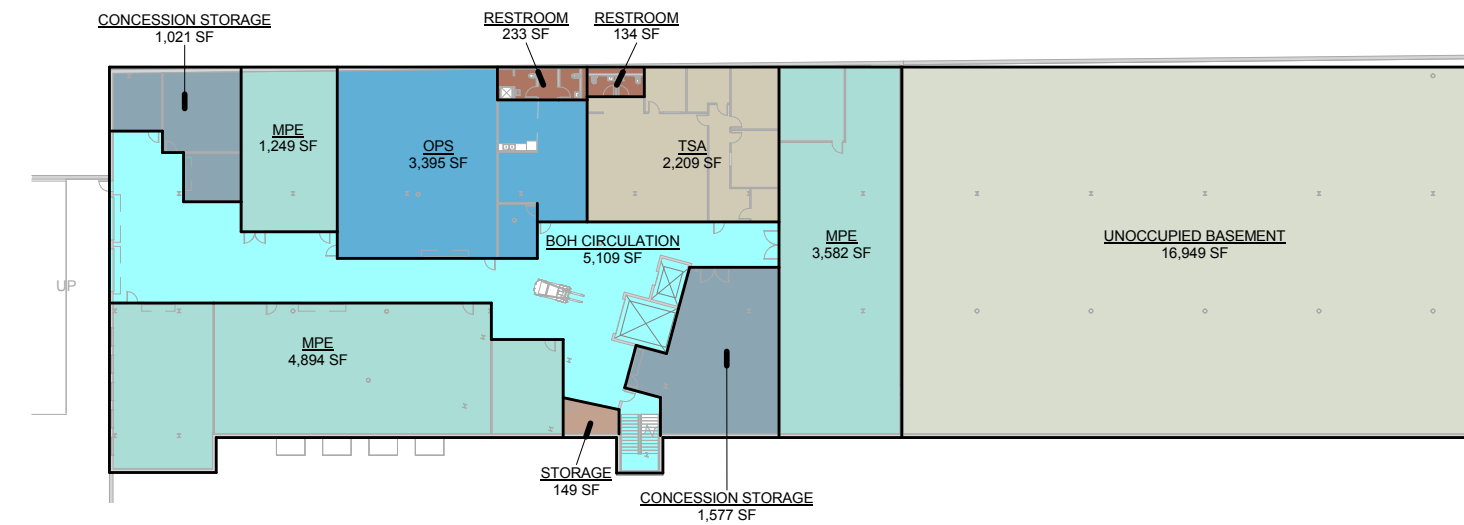 CONCESSION STORAGE
1,021 SF
RESTROOM
233 SF
RESTROOM
134 SF
MPE
1,249 SF
OPS
3,395 SF
TSA
2,209 SF
BOH CIRCULATION
5,109 SF
MPE
3,582 SF
UNOCCUPIED BASEMENT
16,949 SF
UP
MPE
4,894 SF
STORAGE
149 SF
CONCESSION STORAGE
1,577 SF